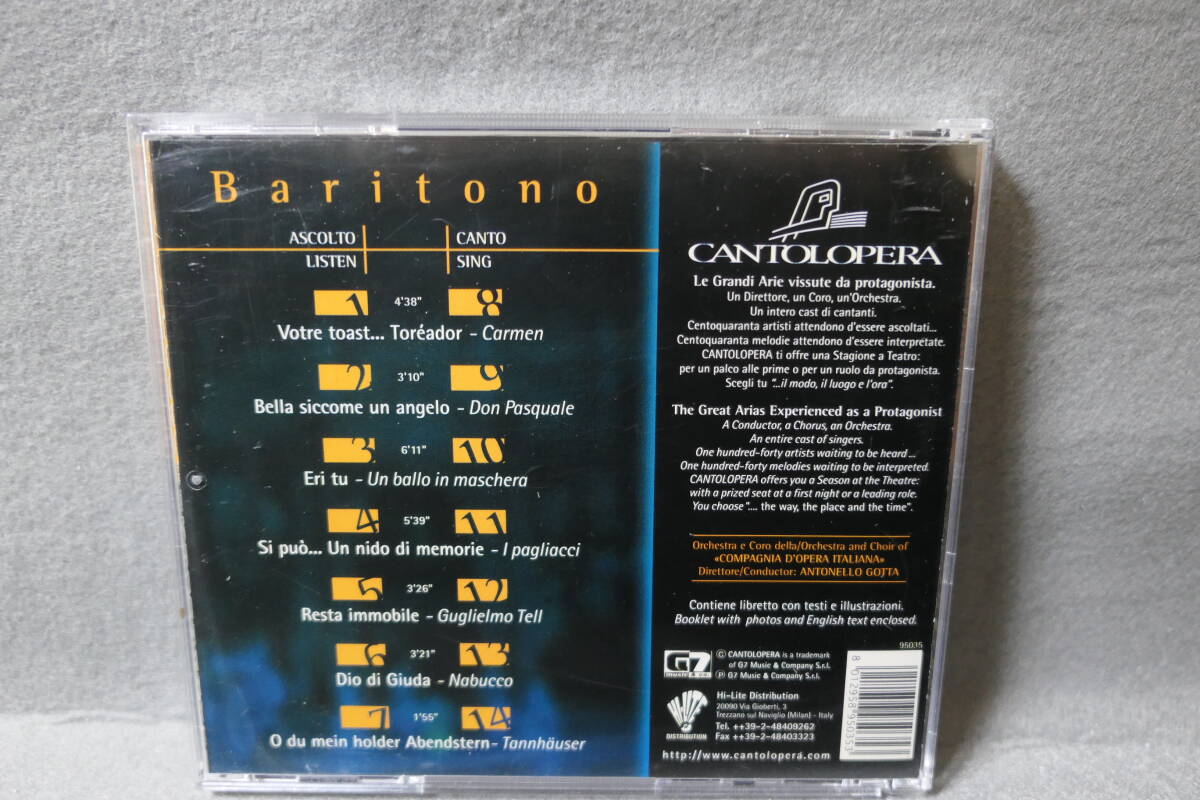 Baritono
ASCOLTO CANTO
LISTEN SING
1 4'38" 8
Votre toast... Toréador - Carmen
2 3'10" 9
Bella siccome un angelo - Don Pasquale
3 6'11" 10
Eri tu - Un ballo in maschera
4 5'39" 11
Si può... Un nido di memorie - I pagliacci
5 3'26" 12
Resta immobile - Guglielmo Tell
6 3'21" 13
Dio di Giuda - Nabucco
7 1'55" 14
O du mein holder Abendstern - Tannhäuser
CANTOLOPERA
Le Grandi Arie vissute da protagonista.
Un Direttore, un Coro, un'Orchestra.
Un intero cast di cantanti.
Centoquaranta artisti attendono d'essere ascoltati...
Centoquaranta melodie attendono d'essere interpretate.
CANTOLOPERA ti offre una Stagione a Teatro:
per un palco alle prime o per un ruolo da protagonista.
Scegli tu "...il modo, il luogo e l'ora".
The Great Arias Experienced as a Protagonist
A Conductor, a Chorus, an Orchestra.
An entire cast of singers.
One hundred-forty artists waiting to be heard ...
One hundred-forty melodies waiting to be interpreted.
CANTOLOPERA offers you a Season at the Theatre:
with a prized seat at a first night or a leading role.
You choose ".... the way, the place and the time".
Orchestra e Coro della/Orchestra and Choir of
«COMPAGNIA D'OPERA ITALIANA»
Direttore/Conductor: ANTONELLO GOTTA
Contiene libretto con testi e illustrazioni.
Booklet with photos and English text enclosed.
95035
G7
music & co.
© CANTOLOPERA is a trademark
of G7 Music & Company S.r.l.
℗ G7 Music & Company S.r.l.
HI-LITE
DISTRIBUTION
Hi-Lite Distribution
20090 Via Gioberti, 3
Trezzano sul Naviglio (Milan) - Italy
Tel. ++39-2-48409262
Fax ++39-2-48403323
http://www.cantolopera.com
8 012958 950353